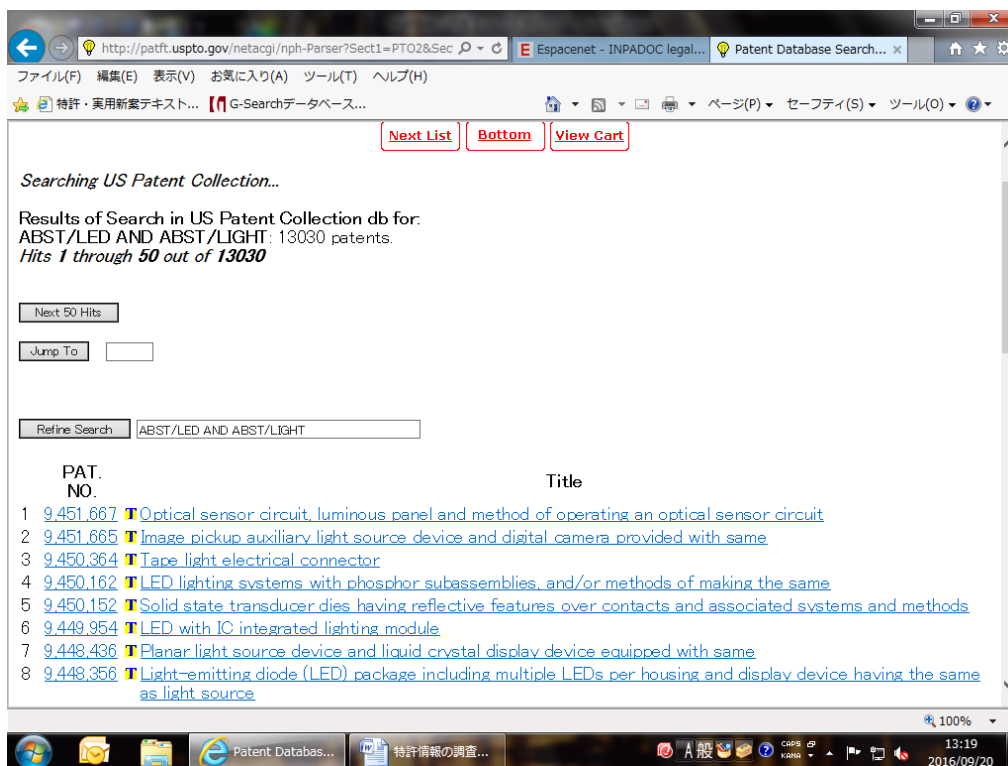 http://patft.uspto.gov/netacgi/nph-Parser?Sect1=PTO2&Sec
Espacenet - INPADOC legal...
Patent Database Search...
ファイル(F) 編集(E) 表示(V) お気に入り(A) ツール(T) ヘルプ(H)
特許・実用新案テキスト... G-Searchデータベース... ページ(P) セーフティ(S) ツール(O)
Next List Bottom View Cart
Searching US Patent Collection...
Results of Search in US Patent Collection db for:
ABST/LED AND ABST/LIGHT: 13030 patents.
Hits 1 through 50 out of 13030
Next 50 Hits
Jump To
Refine Search ABST/LED AND ABST/LIGHT
PAT.
NO.
Title
1 9,451,667 T Optical sensor circuit, luminous panel and method of operating an optical sensor circuit
2 9,451,665 T Image pickup auxiliary light source device and digital camera provided with same
3 9,450,364 T Tape light electrical connector
4 9,450,162 T LED lighting systems with phosphor subassemblies, and/or methods of making the same
5 9,450,152 T Solid state transducer dies having reflective features over contacts and associated systems and methods
6 9,449,954 T LED with IC integrated lighting module
7 9,448,436 T Planar light source device and liquid crystal display device equipped with same
8 9,448,356 T Light-emitting diode (LED) package including multiple LEDs per housing and display device having the same
as light source
100%
Patent Databas... 特許情報の調査... A 般 CAPS KANA 13:19
2016/09/20